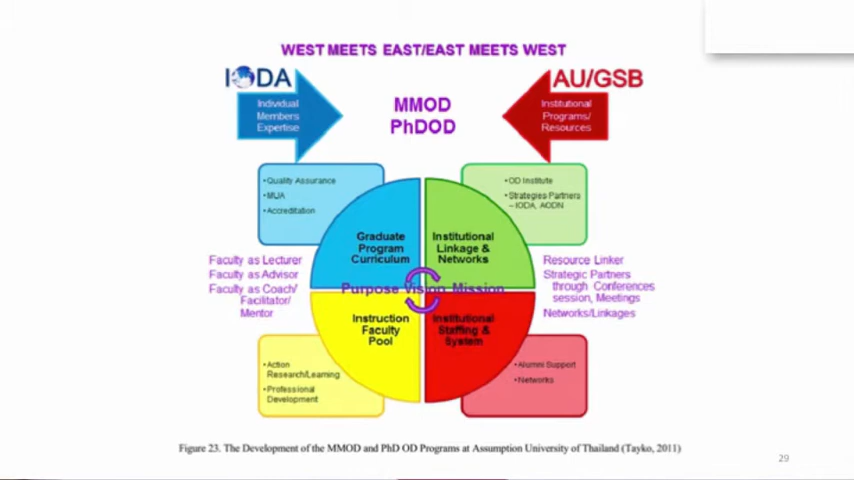 WEST MEETS EAST/EAST MEETS WEST
IODA
AU/GSB
Individual
Members
Expertise
MMOD
PhDOD
Institutional
Programs/
Resources
•Quality Assurance
•MUA
•Accreditation
•OD Institute
•Strategies Partners
– IODA, AODN
Graduate
Program
Curriculum
Institutional
Linkage &
Networks
Faculty as Lecturer
Faculty as Advisor
Faculty as Coach/
Facilitator/
Mentor
Resource Linker
Strategic Partners
through Conferences
session, Meetings
Networks/Linkages
Purpose Vision Mission
Instruction
Faculty
Pool
Institutional
Staffing &
System
•Action
Research/Learning
•Professional
Development
•Alumni Support
•Networks
Figure 23. The Development of the MMOD and PhD OD Programs at Assumption University of Thailand (Tayko, 2011)
29